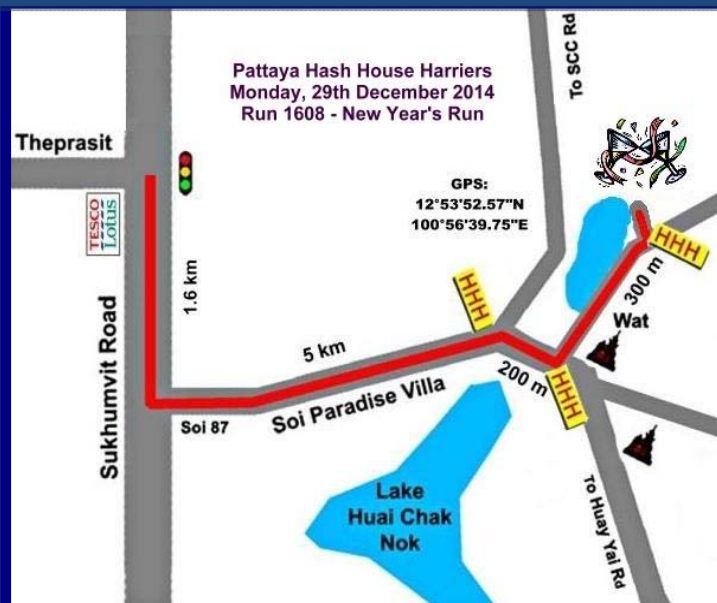 Pattaya Hash House Harriers
Monday, 29th December 2014
Run 1608 - New Year's Run
To SCC Rd
Theprasit
GPS:
12°53'52.57"N
100°56'39.75"E
TESCO
Lotus
HHH
HHH
1.6 km
300 m
Wat
Sukhumvit Road
5 km
200 m
HHH
Soi Paradise Villa
Soi 87
Lake
Huai Chak
Nok
To Huay Yai Rd